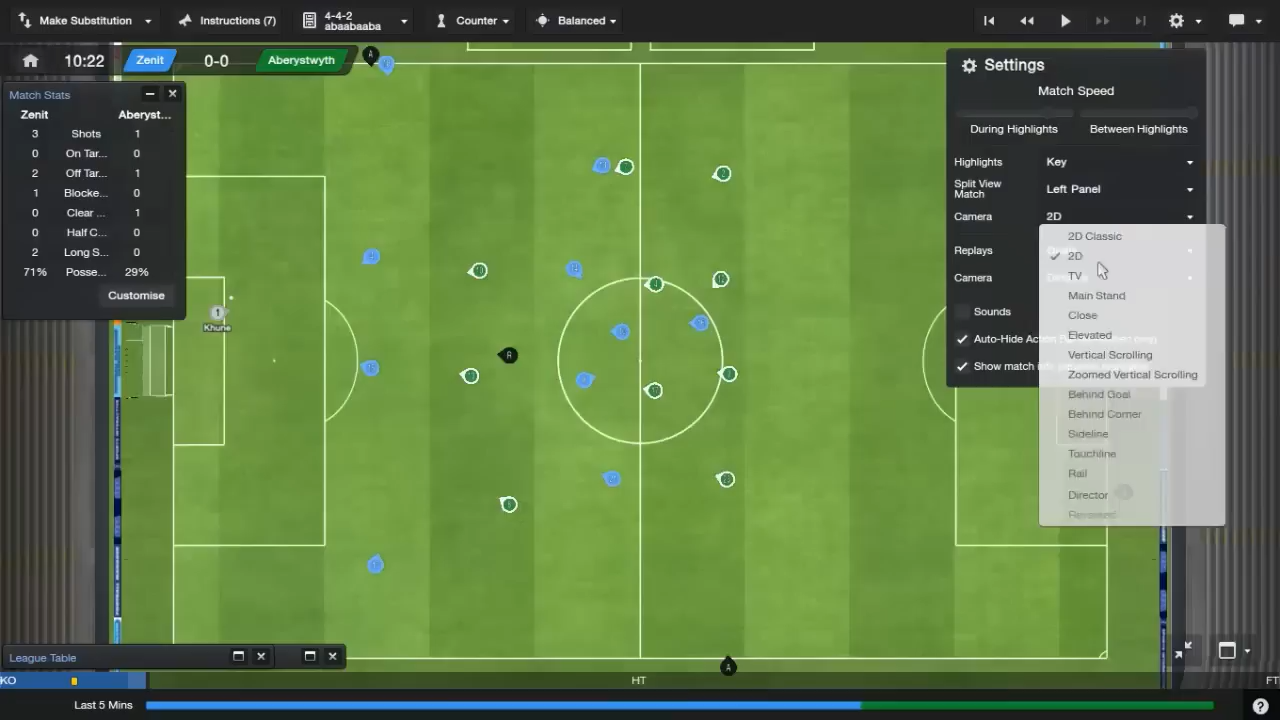 Make Substitution
Instructions (7)
4-4-2
abaabaaba
Counter
Balanced
10:22
Zenit
0-0
Aberystwyth
A
Match Stats
Zenit Aberyst...
3 Shots 1
0 On Tar... 0
2 Off Tar... 1
1 Blocke... 0
0 Clear ... 1
0 Half C... 0
2 Long S... 0
71% Posse... 29%
Customise
Khune
R
Settings
Match Speed
During Highlights Between Highlights
Highlights Key
Split View
Match
Left Panel
Camera 2D
Replays
Camera
Sounds
Auto-Hide
Show match
2D Classic
2D
TV
Main Stand
Close
Elevated
Vertical Scrolling
Zoomed Vertical Scrolling
Behind Goal
Behind Corner
Sideline
Touchline
Rail
Director
Reversed
League Table
A
KO HT FT
Last 5 Mins
?